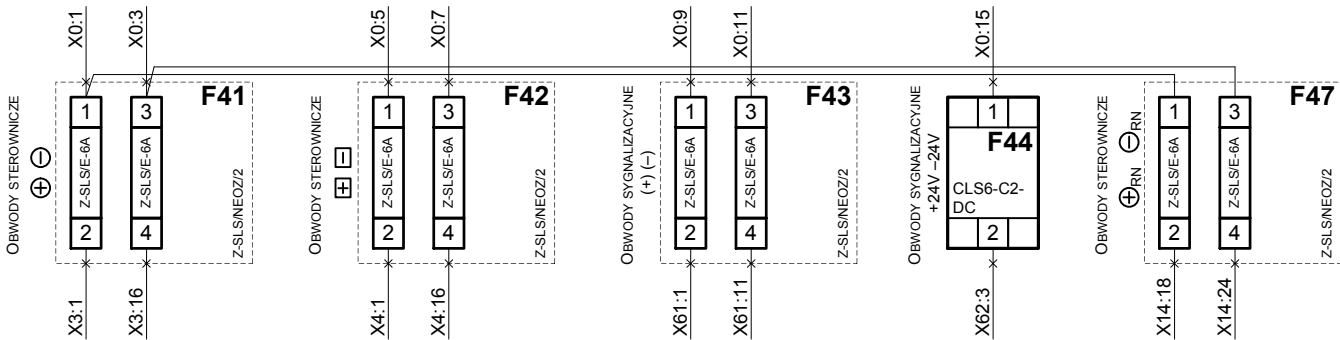 X0:1
X0:3
X0:5
X0:7
X0:9
X0:11
X0:15
OBWODY STEROWNICZE
⊕ ⊖
F41
1
3
Z-SLS/E-6A
Z-SLS/E-6A
2
4
Z-SLS/NEOZ/2
X3:1
X3:16
OBWODY STEROWNICZE
⊞ ⊟
F42
1
3
Z-SLS/E-6A
Z-SLS/E-6A
2
4
Z-SLS/NEOZ/2
X4:1
X4:16
OBWODY SYGNALIZACYJNE
(+) (–)
F43
1
3
Z-SLS/E-6A
Z-SLS/E-6A
2
4
Z-SLS/NEOZ/2
X61:1
X61:11
OBWODY SYGNALIZACYJNE
+24V –24V
1
F44
CLS6-C2-
DC
2
X62:3
OBWODY STEROWNICZE
⊕RN ⊖RN
F47
1
3
Z-SLS/E-6A
Z-SLS/E-6A
2
4
Z-SLS/NEOZ/2
X14:18
X14:24